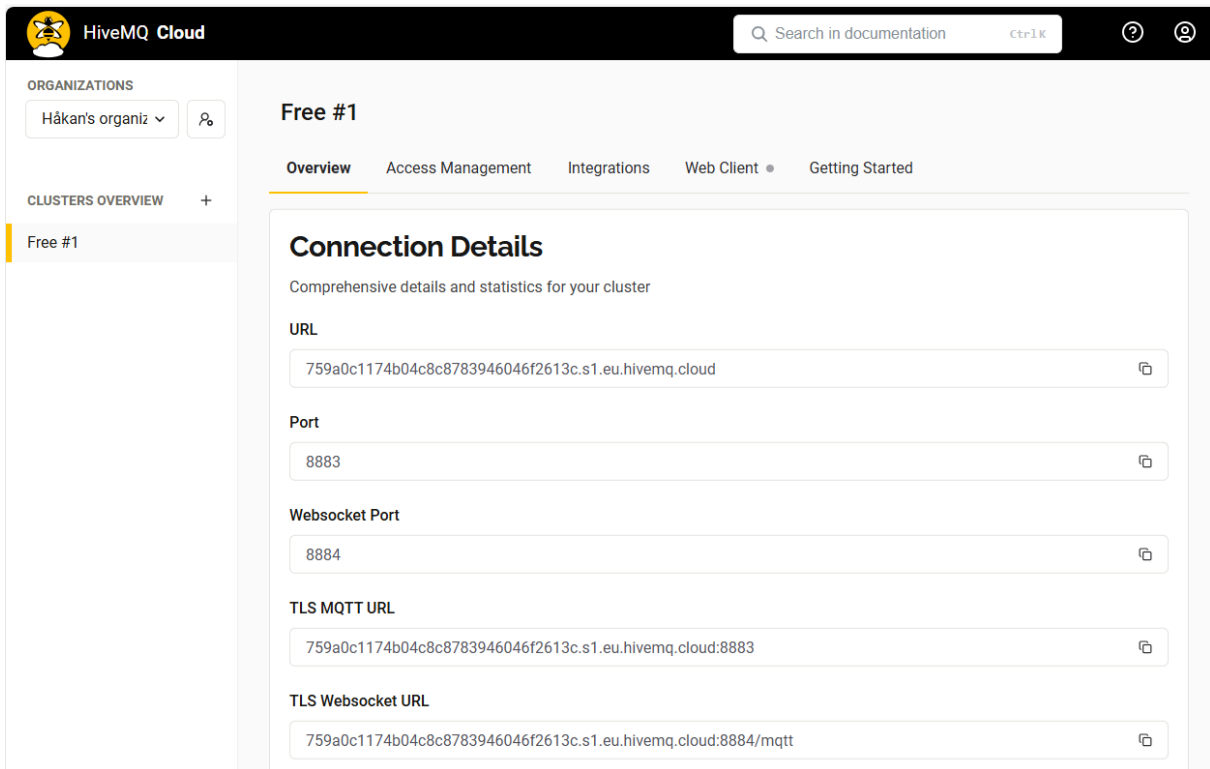 HiveMQ Cloud
Search in documentation Ctrl K
ORGANIZATIONS
Håkan's organiz
CLUSTERS OVERVIEW +
Free #1
Free #1
Overview Access Management Integrations Web Client Getting Started
Connection Details
Comprehensive details and statistics for your cluster
URL
759a0c1174b04c8c8783946046f2613c.s1.eu.hivemq.cloud
Port
8883
Websocket Port
8884
TLS MQTT URL
759a0c1174b04c8c8783946046f2613c.s1.eu.hivemq.cloud:8883
TLS Websocket URL
759a0c1174b04c8c8783946046f2613c.s1.eu.hivemq.cloud:8884/mqtt